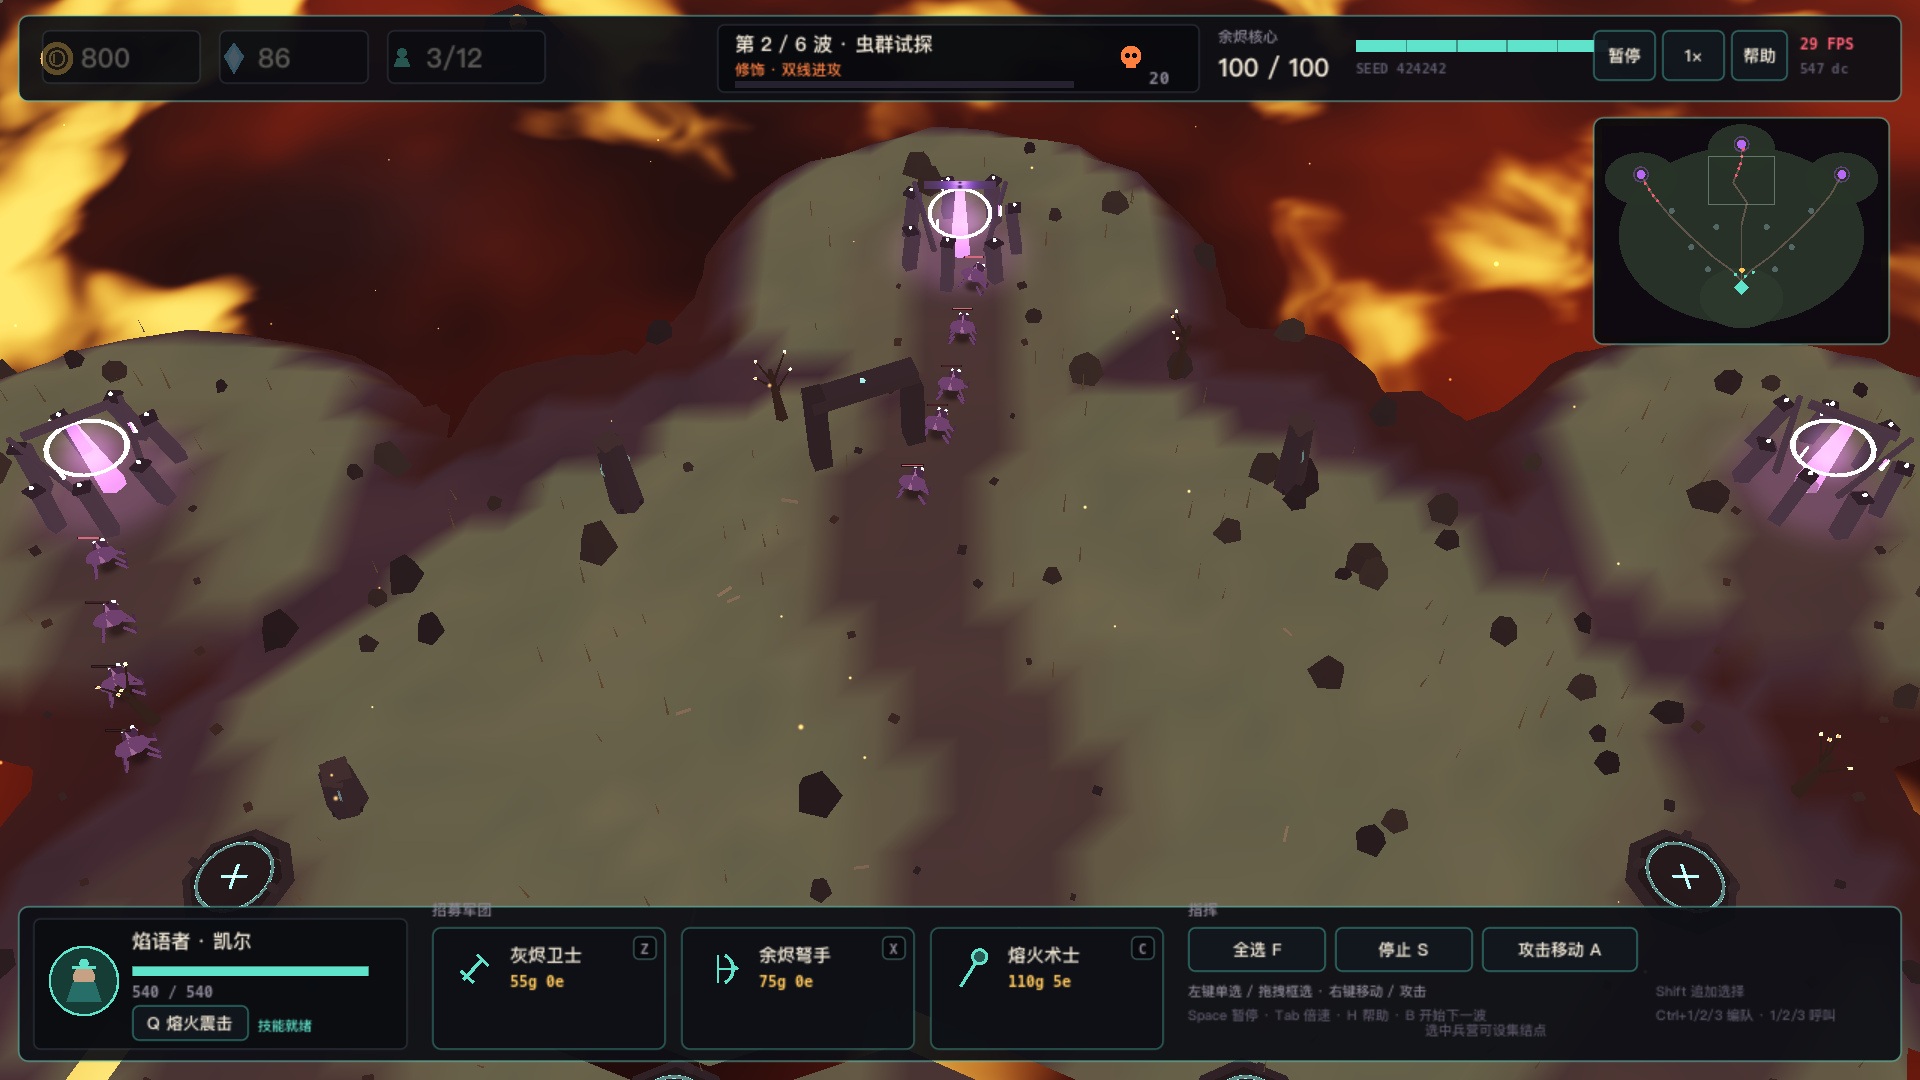 800
86
3/12
第 2 / 6 波 · 虫群试探
修饰 · 双线进攻
20
余烬核心
100 / 100
SEED 424242
暂停
1×
帮助
29 FPS
547 dc
焰语者 · 凯尔
540 / 540
Q 熔火震击
技能就绪
招募军团
灰烬卫士
Z
55g 0e
余烬弩手
X
75g 0e
熔火术士
C
110g 5e
指挥
全选 F
停止 S
攻击移动 A
左键单选 / 拖拽框选 · 右键移动 / 攻击
Shift 追加选择
Space 暂停 · Tab 倍速 · H 帮助 · B 开始下一波
Ctrl+1/2/3 编队 · 1/2/3 呼叫
选中兵营可设集结点